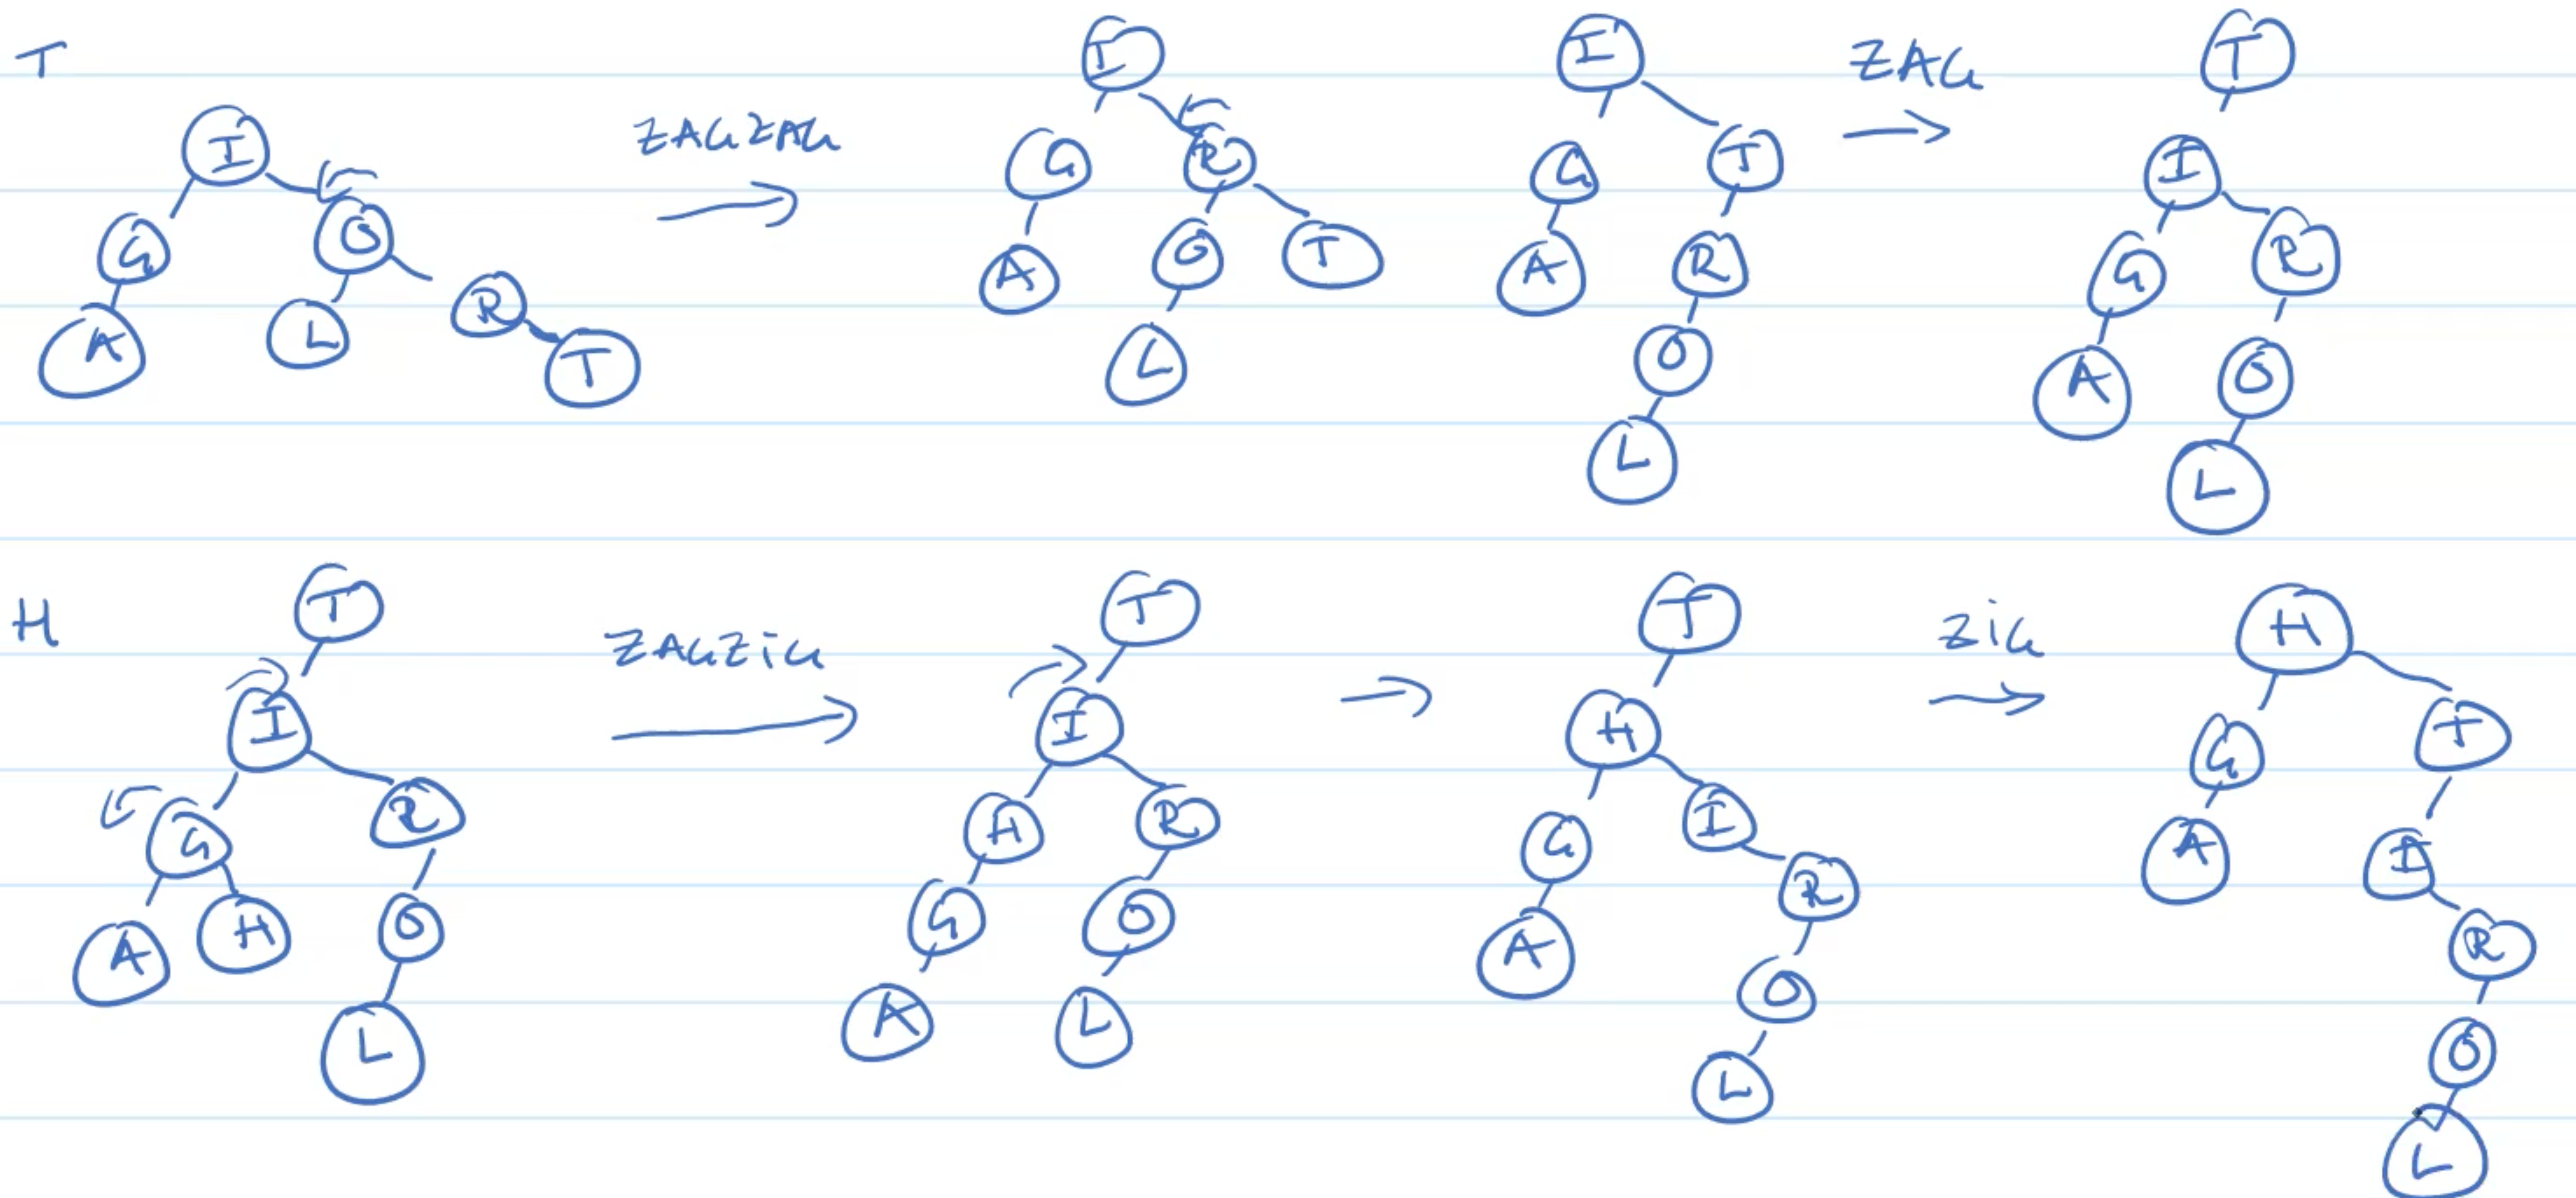 T
I I I ZAG T
ZAGZAG
G O G R G T I
A L R T A O T A R G R
L O A O
L L
H T T T H
ZAGZIG ZIG
I I H G T
G R H R G I A I
A H O G O A R R
L A L O O
L L